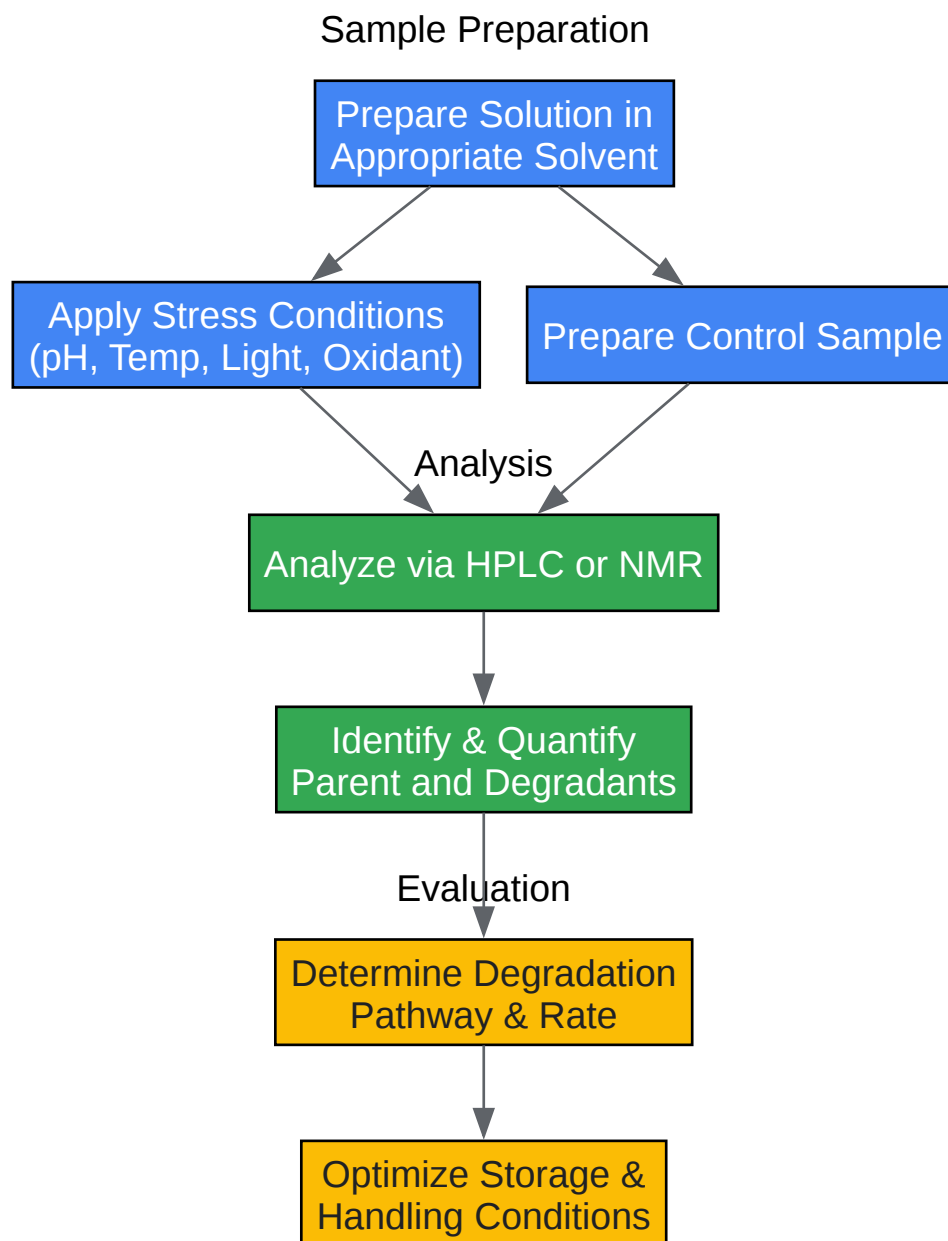 Sample Preparation
Prepare Solution in
Appropriate Solvent
Apply Stress Conditions
(pH, Temp, Light, Oxidant)
Prepare Control Sample
Analysis
Analyze via HPLC or NMR
Identify & Quantify
Parent and Degradants
Evaluation
Determine Degradation
Pathway & Rate
Optimize Storage &
Handling Conditions